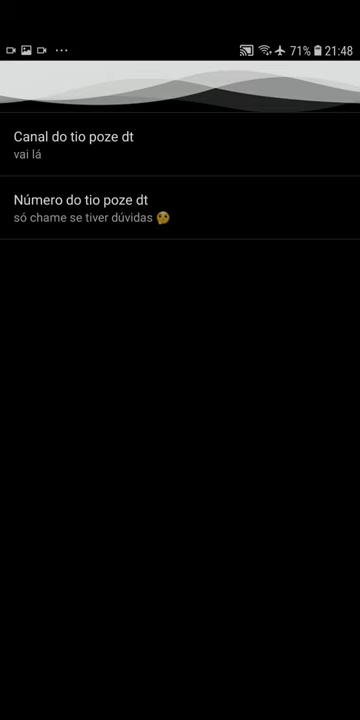 71% 21:48
Canal do tio poze dt
vai lá
Número do tio poze dt
só chame se tiver dúvidas 🤔